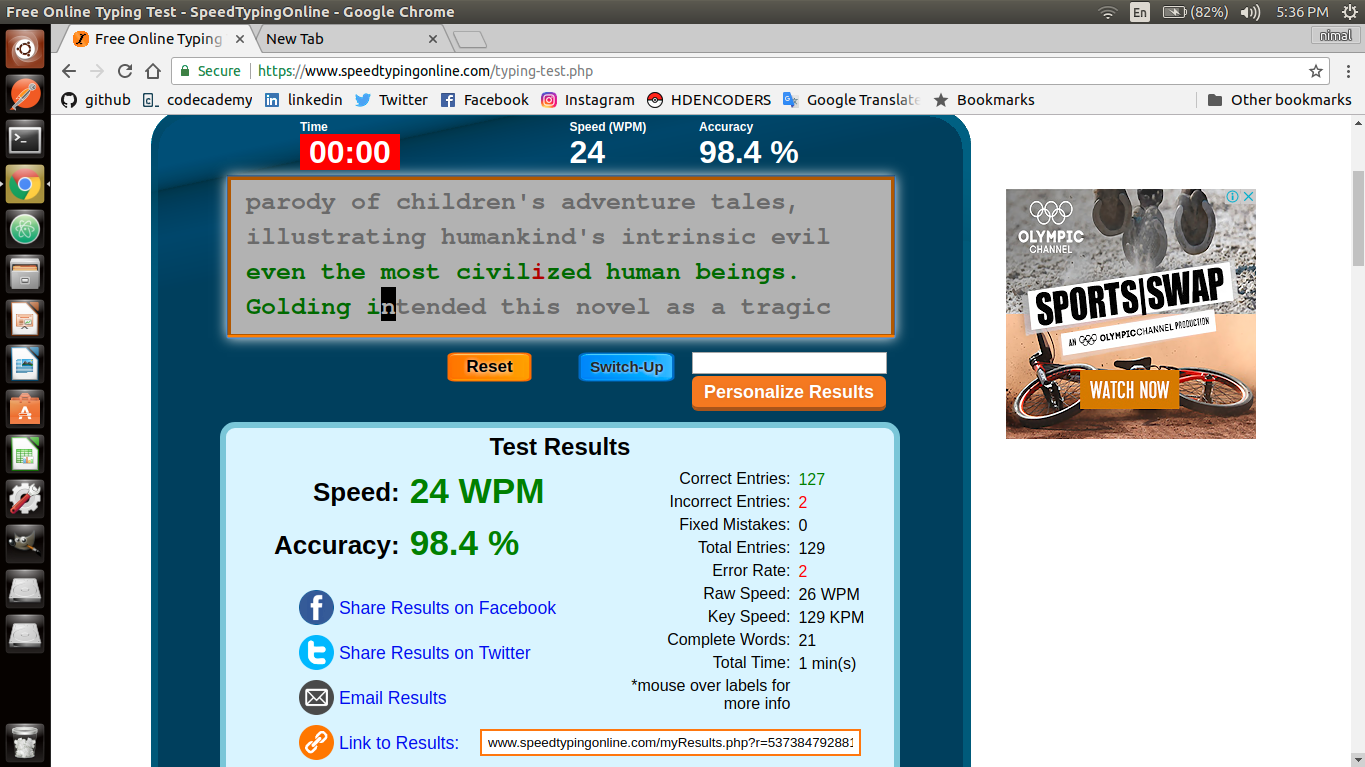 Free Online Typing Test - SpeedTypingOnline - Google Chrome
En (82%) 5:36 PM
Free Online Typing
New Tab
nimal
Secure https://www.speedtypingonline.com/typing-test.php
github codecademy linkedin Twitter Facebook Instagram HDENCODERS Google Translate Bookmarks Other bookmarks
Time Speed (WPM) Accuracy
00:00 24 98.4 %
parody of children's adventure tales,
illustrating humankind's intrinsic evil
even the most civilized human beings.
Golding intended this novel as a tragic
Reset Switch-Up
Personalize Results
OLYMPIC
CHANNEL
SPORTS|SWAP
AN OLYMPIC CHANNEL PRODUCTION
WATCH NOW
Test Results
Speed: 24 WPM
Accuracy: 98.4 %
Share Results on Facebook
Share Results on Twitter
Email Results
Link to Results: www.speedtypingonline.com/myResults.php?r=537384792881
Correct Entries: 127
Incorrect Entries: 2
Fixed Mistakes: 0
Total Entries: 129
Error Rate: 2
Raw Speed: 26 WPM
Key Speed: 129 KPM
Complete Words: 21
Total Time: 1 min(s)
*mouse over labels for
more info